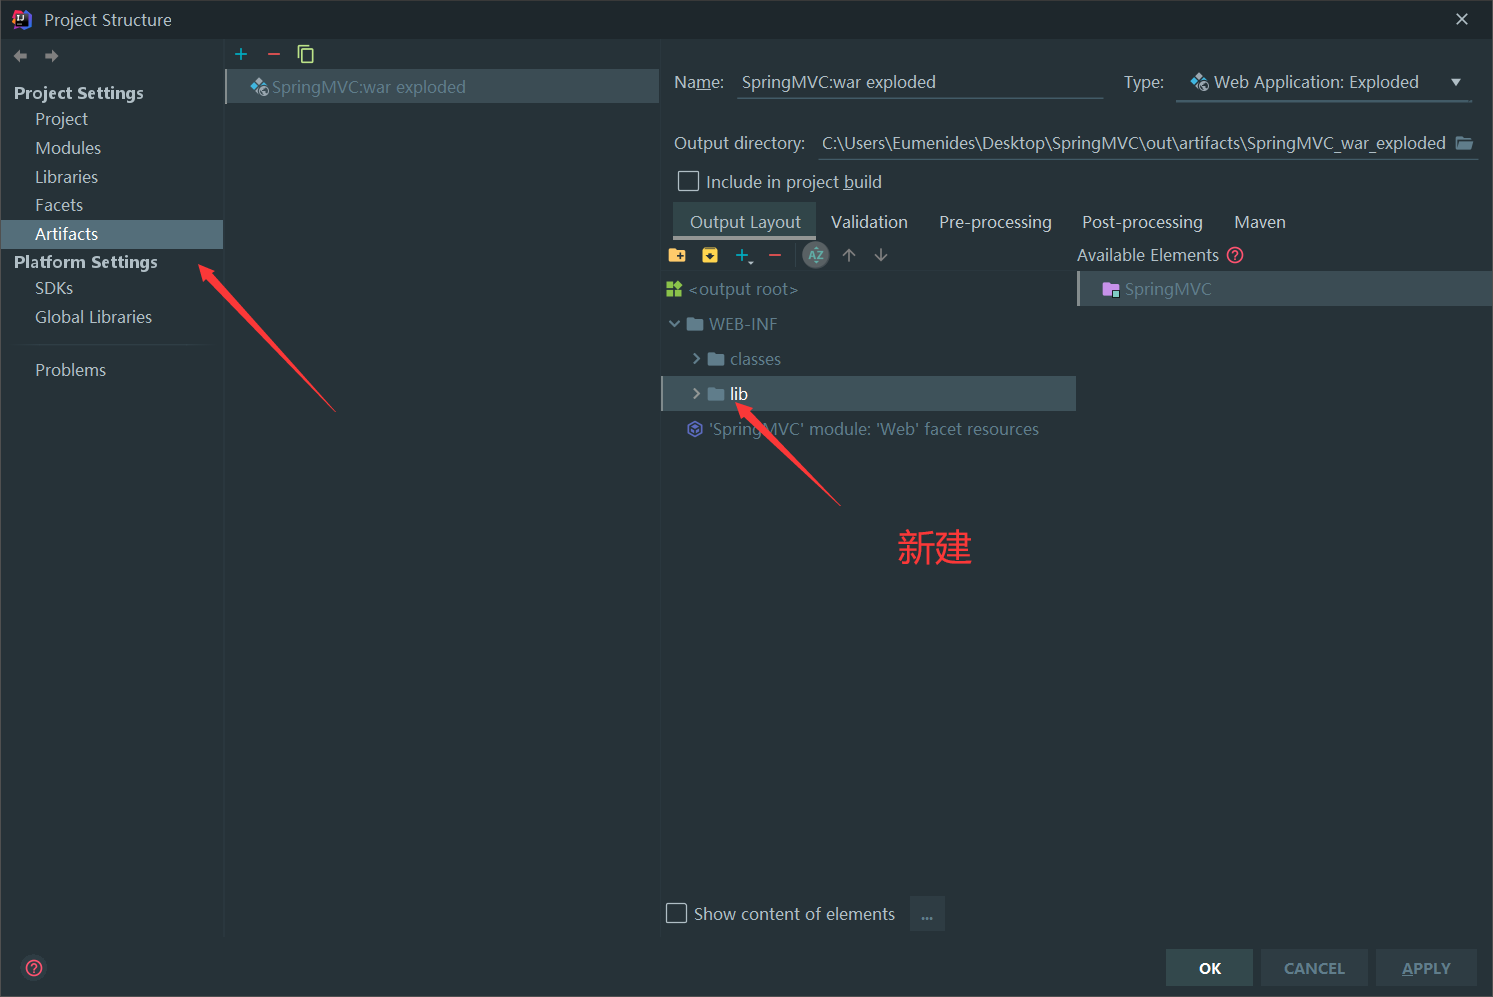 Project Structure
Project Settings
Project
Modules
Libraries
Facets
Artifacts
Platform Settings
SDKs
Global Libraries
Problems
SpringMVC:war exploded
Name: SpringMVC:war exploded Type: Web Application: Exploded
Output directory: C:\Users\Eumenides\Desktop\SpringMVC\out\artifacts\SpringMVC_war_exploded
Include in project build
Output Layout Validation Pre-processing Post-processing Maven
AZ
Available Elements ?
<output root>
SpringMVC
WEB-INF
classes
lib
'SpringMVC' module: 'Web' facet resources
新建
Show content of elements ...
? OK CANCEL APPLY